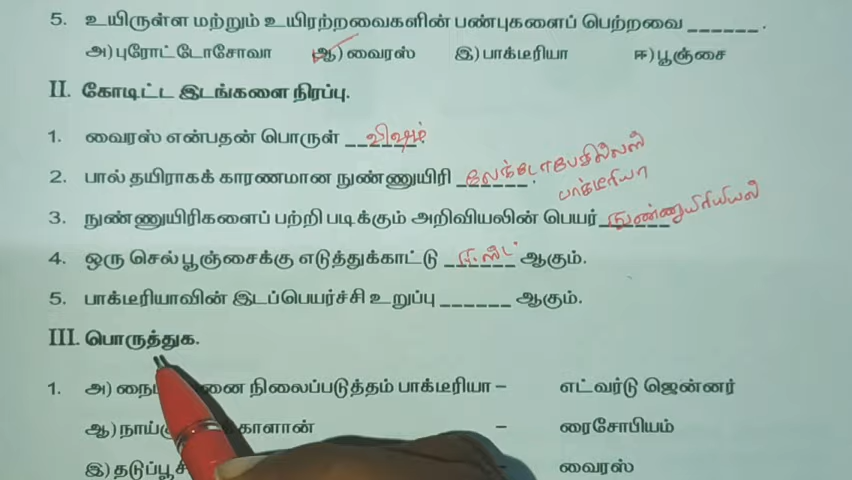 5. உயிருள்ள மற்றும் உயிரற்றவைகளின் பண்புகளைப் பெற்றவை ______ .
அ) புரோட்டோசோவா ஆ) வைரஸ் இ) பாக்டீரியா ஈ) பூஞ்சை
II. கோடிட்ட இடங்களை நிரப்பு.
1. வைரஸ் என்பதன் பொருள் விஷம்.
2. பால் தயிராகக் காரணமான நுண்ணுயிரி லேக்டோபேசில்லஸ்
பாக்டீரியா
3. நுண்ணுயிரிகளைப் பற்றி படிக்கும் அறிவியலின் பெயர் நுண்ணுயிரியியல்
4. ஒரு செல் பூஞ்சைக்கு எடுத்துக்காட்டு ஈஸ்ட் ஆகும்.
5. பாக்டீரியாவின் இடப்பெயர்ச்சி உறுப்பு ______ ஆகும்.
III. பொருத்துக.
1. அ) நிலைப்படுத்தம் பாக்டீரியா – எட்வர்டு ஜென்னர்
ஆ) காளான் – ரைசோபியம்
இ) – வைரஸ்